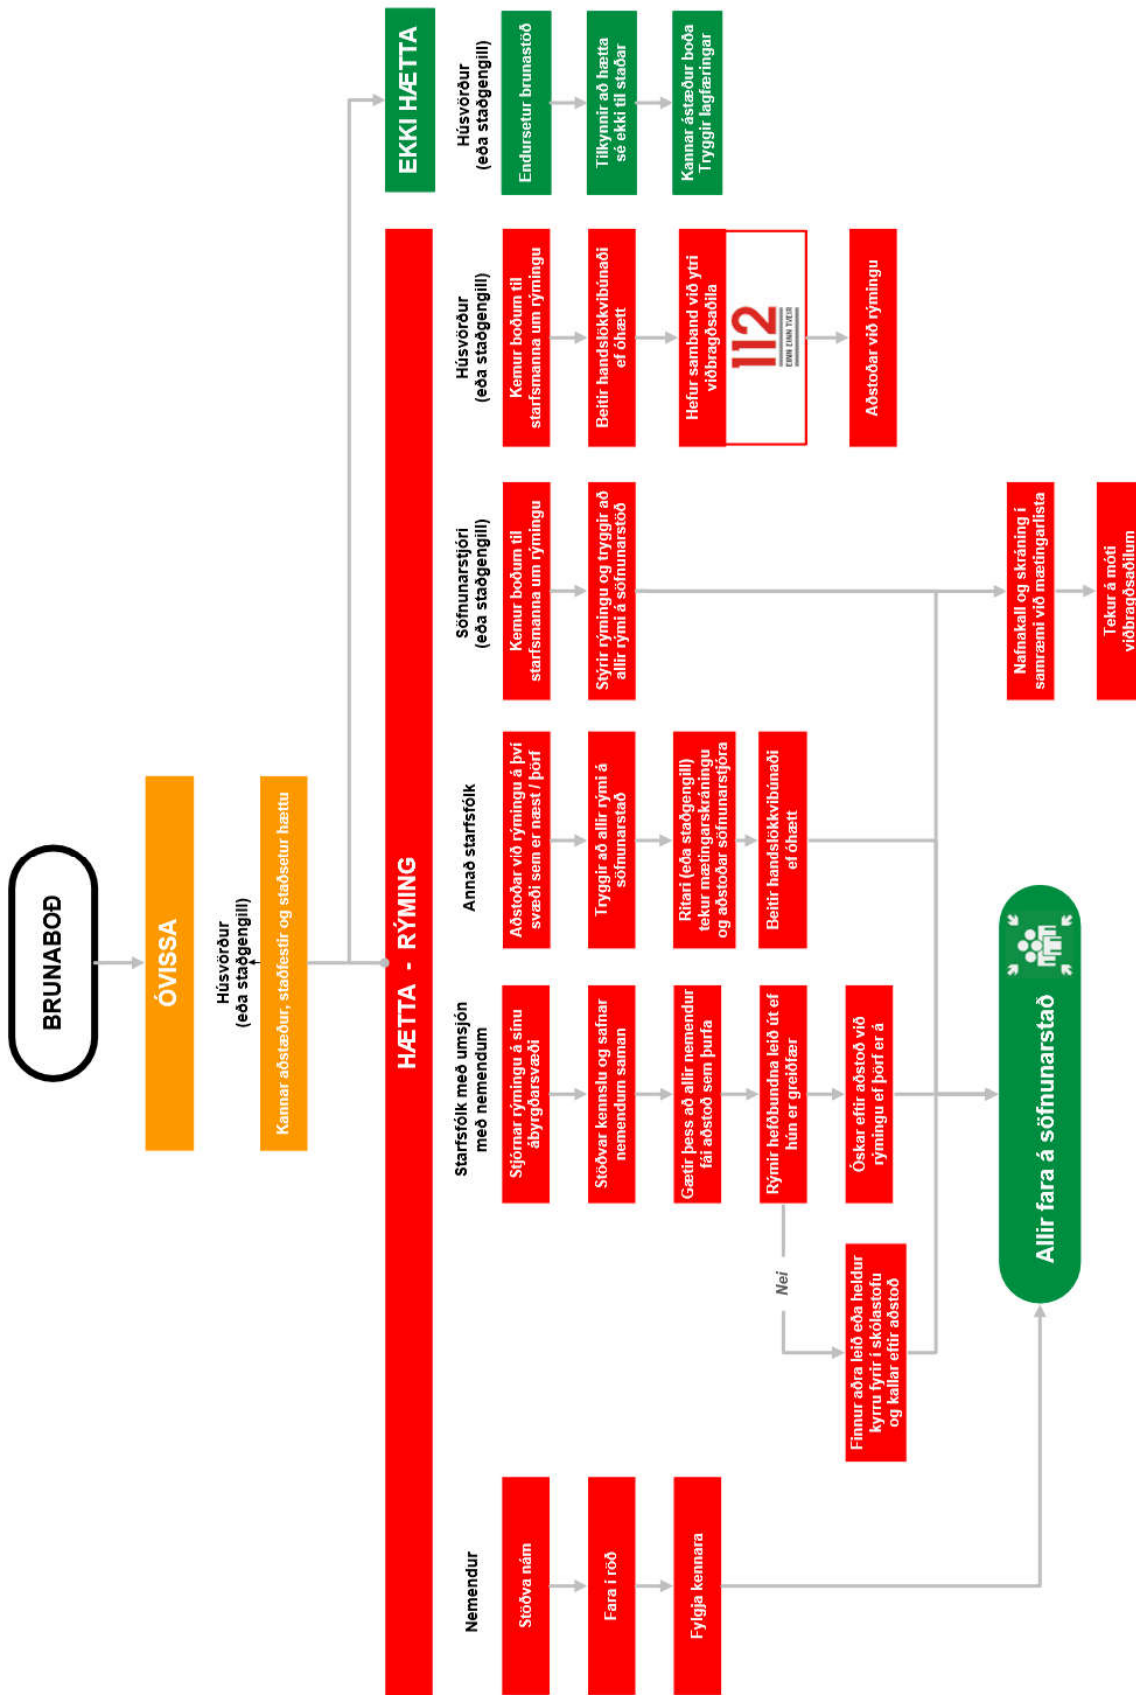 BRUNABOÐ
ÓVISSA
Húsvörður
(eða staðgengill)
Kannar aðstæður, staðfestir og staðsetur hættu
HÆTTA - RÝMING
EKKI HÆTTA
Nemendur
Stöðva nám
Fara í röð
Fylgja kennara
Starfsfólk með umsjón
með nemendum
Stjórnar rýmingu á sínu
ábyrgðarsvæði
Stöðvar kennslu og safnar
nemendum saman
Gætir þess að allir nemendur
fái aðstoð sem þurfa
Rýmir hefðbundna leið út ef
hún er greiðfær
Nei
Finnur aðra leið eða heldur
kyrru fyrir í skólastofu
og kallar eftir aðstoð
Óskar eftir aðstoð við
rýmingu ef þörf er á
Annað starfsfólk
Aðstoðar við rýmingu á því
svæði sem er næst / þörf
Tryggir að allir rými á
söfnunarstað
Ritari (eða staðgengill)
tekur mætingarskráningu
og aðstoðar söfnunarstjóra
Beitir handslökkvibúnaði
ef óhætt
Söfnunarstjóri
(eða staðgengill)
Kemur boðum til
starfsmanna um rýmingu
Stýrir rýmingu og tryggir að
allir rými á söfnunarstöð
Nafnakall og skráning í
samræmi við mætingarlista
Tekur á móti
viðbragðsaðilum
Húsvörður
(eða staðgengill)
Kemur boðum til
starfsmanna um rýmingu
Beitir handslökkvibúnaði
ef óhætt
Hefur samband við ytri
viðbragðsaðila
112
EINN EINN TVEIR
Aðstoðar við rýmingu
Húsvörður
(eða staðgengill)
Endursetur brunastöð
Tilkynnir að hætta
sé ekki til staðar
Kannar ástæður boða
Tryggir lagfæringar
Allir fara á söfnunarstað